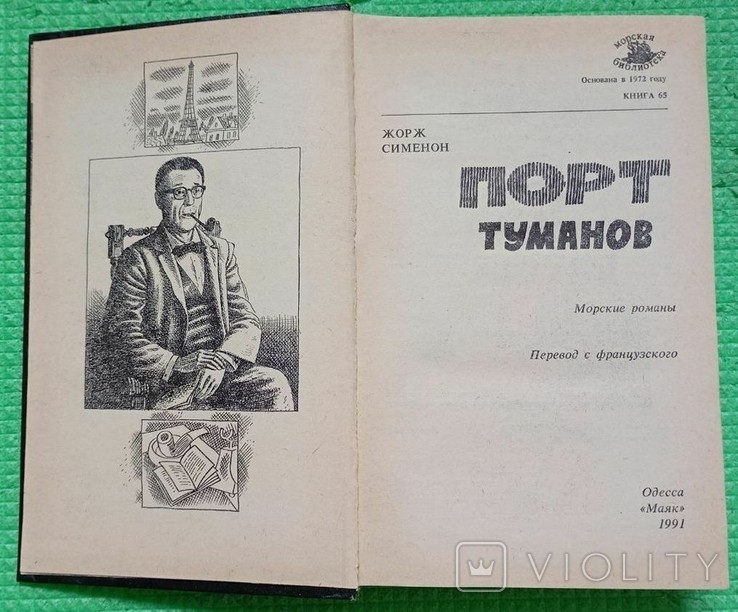 морская
библиотека
Основана в 1972 году
КНИГА 65
ЖОРЖ
СИМЕНОН
ПОРТ
ТУМАНОВ
Морские романы
Перевод с французского
Одесса
«Маяк»
1991
VIOLITY